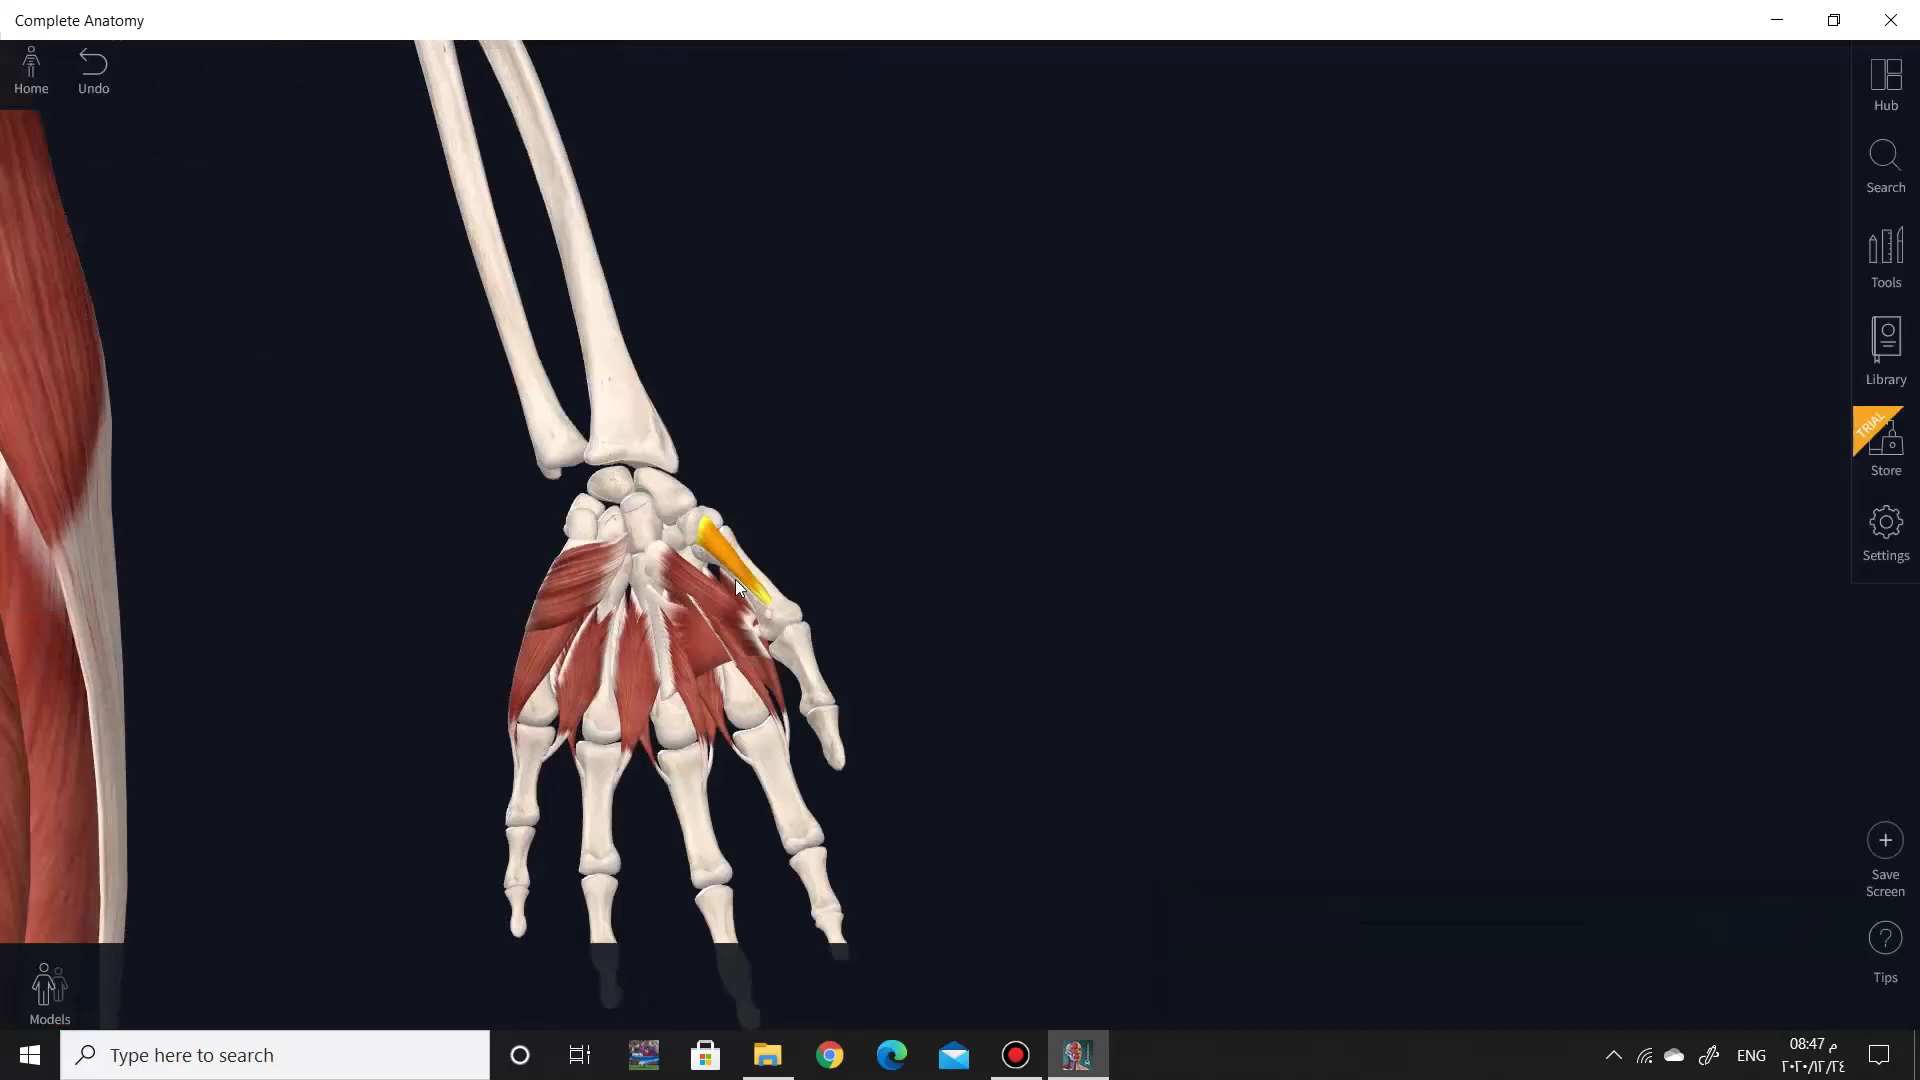 Complete Anatomy
Home
Undo
Hub
Search
Tools
Library
TRIAL
Store
Settings
Save
Screen
Tips
Models
Type here to search
ENG
08:47 م
٢٠٢٠/١٢/٢٤